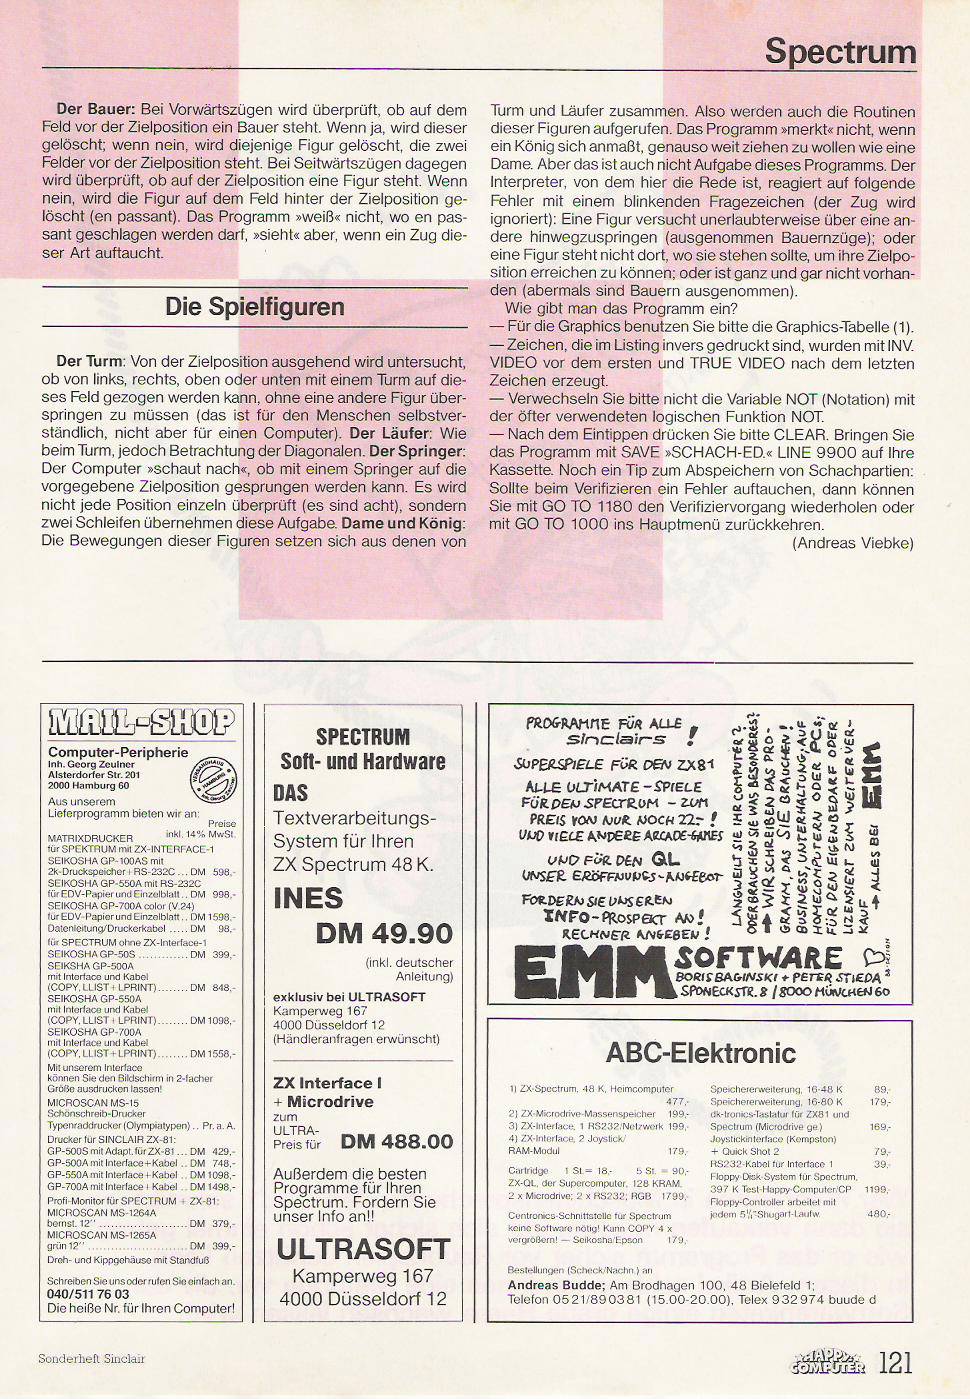 Spectrum
Der Bauer: Bei Vorwärtszügen wird überprüft, ob auf dem
Feld vor der Zielposition ein Bauer steht. Wenn ja, wird dieser
gelöscht; wenn nein, wird diejenige Figur gelöscht, die zwei
Felder vor der Zielposition steht. Bei Seitwärtszügen dagegen
wird überprüft, ob auf der Zielposition eine Figur steht. Wenn
nein, wird die Figur auf dem Feld hinter der Zielposition ge-
löscht (en passant). Das Programm »weiß« nicht, wo en pas-
sant geschlagen werden darf, »sieht« aber, wenn ein Zug die-
ser Art auftaucht.
Die Spielfiguren
Der Turm: Von der Zielposition ausgehend wird untersucht,
ob von links, rechts, oben oder unten mit einem Turm auf die-
ses Feld gezogen werden kann, ohne eine andere Figur über-
springen zu müssen (das ist für den Menschen selbstver-
ständlich, nicht aber für einen Computer). Der Läufer: Wie
beim Turm, jedoch Betrachtung der Diagonalen. Der Springer:
Der Computer »schaut nach«, ob mit einem Springer auf die
vorgegebene Zielposition gesprungen werden kann. Es wird
nicht jede Position einzeln überprüft (es sind acht), sondern
zwei Schleifen übernehmen diese Aufgabe. Dame und König:
Die Bewegungen dieser Figuren setzen sich aus denen von
Turm und Läufer zusammen. Also werden auch die Routinen
dieser Figuren aufgerufen. Das Programm »merkt« nicht, wenn
ein König sich anmaßt, genauso weit ziehen zu wollen wie eine
Dame. Aber das ist auch nicht Aufgabe dieses Programms. Der
Interpreter, von dem hier die Rede ist, reagiert auf folgende
Fehler mit einem blinkenden Fragezeichen (der Zug wird
ignoriert): Eine Figur versucht unerlaubterweise über eine an-
dere hinwegzuspringen (ausgenommen Bauernzüge); oder
eine Figur steht nicht dort, wo sie stehen sollte, um ihre Zielpo-
sition erreichen zu können; oder ist ganz und gar nicht vorhan-
den (abermals sind Bauern ausgenommen).
Wie gibt man das Programm ein?
— Für die Graphics benutzen Sie bitte die Graphics-Tabelle (1).
— Zeichen, die im Listing invers gedruckt sind, wurden mit INV.
VIDEO vor dem ersten und TRUE VIDEO nach dem letzten
Zeichen erzeugt.
— Verwechseln Sie bitte nicht die Variable NOT (Notation) mit
der öfter verwendeten logischen Funktion NOT.
— Nach dem Eintippen drücken Sie bitte CLEAR. Bringen Sie
das Programm mit SAVE »SCHACH-ED.« LINE 9900 auf Ihre
Kassette. Noch ein Tip zum Abspeichern von Schachpartien:
Sollte beim Verifizieren ein Fehler auftauchen, dann können
Sie mit GO TO 1180 den Verifiziervorgang wiederholen oder
mit GO TO 1000 ins Hauptmenü zurückkehren.
(Andreas Viebke)
MAIL-SHOP
Computer-Peripherie
Inh. Georg Zeulner
Alsterdorfer Str. 201
2000 Hamburg 60
VERSANDHAUS HAMBURG Inh. Georg Zeulner
Aus unserem
Lieferprogramm bieten wir an:
Preise
inkl. 14% MwSt.
MATRIXDRUCKER
für SPEKTRUM mit ZX-INTERFACE-1
SEIKOSHA GP-100AS mit
2k-Druckspeicher+RS-232C ... DM 598,-
SEIKOSHA GP-550A mit RS-232C
für EDV-Papier und Einzelblatt .. DM 998,-
SEIKOSHA GP-700A color (V.24)
für EDV-Papier und Einzelblatt .. DM 1598,-
Datenleitung/Druckerkabel ..... DM 98,-
für SPECTRUM ohne ZX-Interface-1
SEIKOSHA GP-50S ............. DM 399,-
SEIKSHA GP-500A
mit Interface und Kabel
(COPY, LLIST+LPRINT)........ DM 848,-
SEIKOSHA GP-550A
mit Interface und Kabel
(COPY, LLIST+LPRINT)........ DM 1098,-
SEIKOSHA GP-700A
mit Interface und Kabel
(COPY, LLIST+LPRINT)........ DM 1558,-
Mit unserem Interface
können Sie den Bildschirm in 2-facher
Größe ausdrucken lassen!
MICROSCAN MS-15
Schönschreib-Drucker
Typenraddrucker (Olympiatypen) .. Pr. a. A.
Drucker für SINCLAIR ZX-81:
GP-500S mit Adapt. für ZX-81 ... DM 429,-
GP-500A mit Interface+Kabel .. DM 748,-
GP-550A mit Interface+Kabel .. DM 1098,-
GP-700A mit Interface+Kabel .. DM 1498,-
Profi-Monitor für SPECTRUM + ZX-81:
MICROSCAN MS-1264A
bernst. 12" ...................... DM 379,-
MICROSCAN MS-1265A
grün 12" ......................... DM 399,-
Dreh- und Kippgehäuse mit Standfuß
Schreiben Sie uns oder rufen Sie einfach an.
040/511 76 03
Die heiße Nr. für Ihren Computer!
SPECTRUM
Soft- und Hardware
DAS
Textverarbeitungs-
System für Ihren
ZX Spectrum 48 K.
INES
DM 49.90
(inkl. deutscher
Anleitung)
exklusiv bei ULTRASOFT
Kamperweg 167
4000 Düsseldorf 12
(Händleranfragen erwünscht)
ZX Interface I
+ Microdrive
zum
ULTRA-
Preis für DM 488.00
Außerdem die besten
Programme für Ihren
Spectrum. Fordern Sie
unser Info an!!
ULTRASOFT
Kamperweg 167
4000 Düsseldorf 12
PROGRAMME FÜR ALLE
sinclairs !
SUPERSPIELE FÜR DEN ZX81
ALLE ULTIMATE-SPIELE
FÜR DEN SPECTRUM - ZUM
PREIS VON NUR NOCH 22.-!
UND VIELE ANDERE ARCADE-GAMES
UND FÜR DEN QL
UNSER ERÖFFNUNGS-ANGEBOT
FORDERN SIE UNSEREN
INFO-PROSPEKT AN!
RECHNER ANGEBEN!
LANGWEILT SIE IHR COMPUTER?
ODER BRAUCHEN SIE WAS BESONDERES?
→ WIR SCHREIBEN DAS PRO-
GRAMM, DAS SIE BRAUCHEN!
BUSINESS, UNTERHALTUNG; AUF
HOMECOMPUTERN ODER PCs;
FÜR DEN EIGENBEDARF ODER
LIZENSIERT ZUM WEITERVER-
KAUF → ALLES BEI EMM
EMM SOFTWARE
BORIS BAGINSKI + PETER STIEDA
SPONECKSTR. 8 / 8000 MÜNCHEN 60
ABC-Elektronic
1) ZX-Spectrum, 48 K, Heimcomputer
477,-
2) ZX-Microdrive-Massenspeicher 199,-
3) ZX-Interface, 1 RS232/Netzwerk 199,-
4) ZX-Interface, 2 Joystick/
RAM-Modul 179,-
Cartridge 1 St. = 18,- 5 St. = 90,-
ZX-QL, der Supercomputer, 128 KRAM,
2 x Microdrive; 2 x RS232; RGB 1799,-
Centronics-Schnittstelle für Spectrum
keine Software nötig! Kann COPY 4 x
vergrößern! — Seikosha/Epson 179,-
Speichererweiterung, 16-48 K 89,-
Speichererweiterung, 16-80 K 179,-
dk-tronics-Tastatur für ZX81 und
Spectrum (Microdrive ge.) 169,-
Joystickinterface (Kempston)
+ Quick Shot 2 79,-
RS232-Kabel für Interface 1 39,-
Floppy-Disk-System für Spectrum,
397 K Test-Happy-Computer/CP 1199,-
Floppy-Controller arbeitet mit
jedem 5¼"Shugart-Laufw. 480,-
Bestellungen (Scheck/Nachn.) an
Andreas Budde; Am Brodhagen 100, 48 Bielefeld 1;
Telefon 0521/890381 (15.00-20.00), Telex 932974 buude d
Sonderheft Sinclair
HAPPY COMPUTER 121